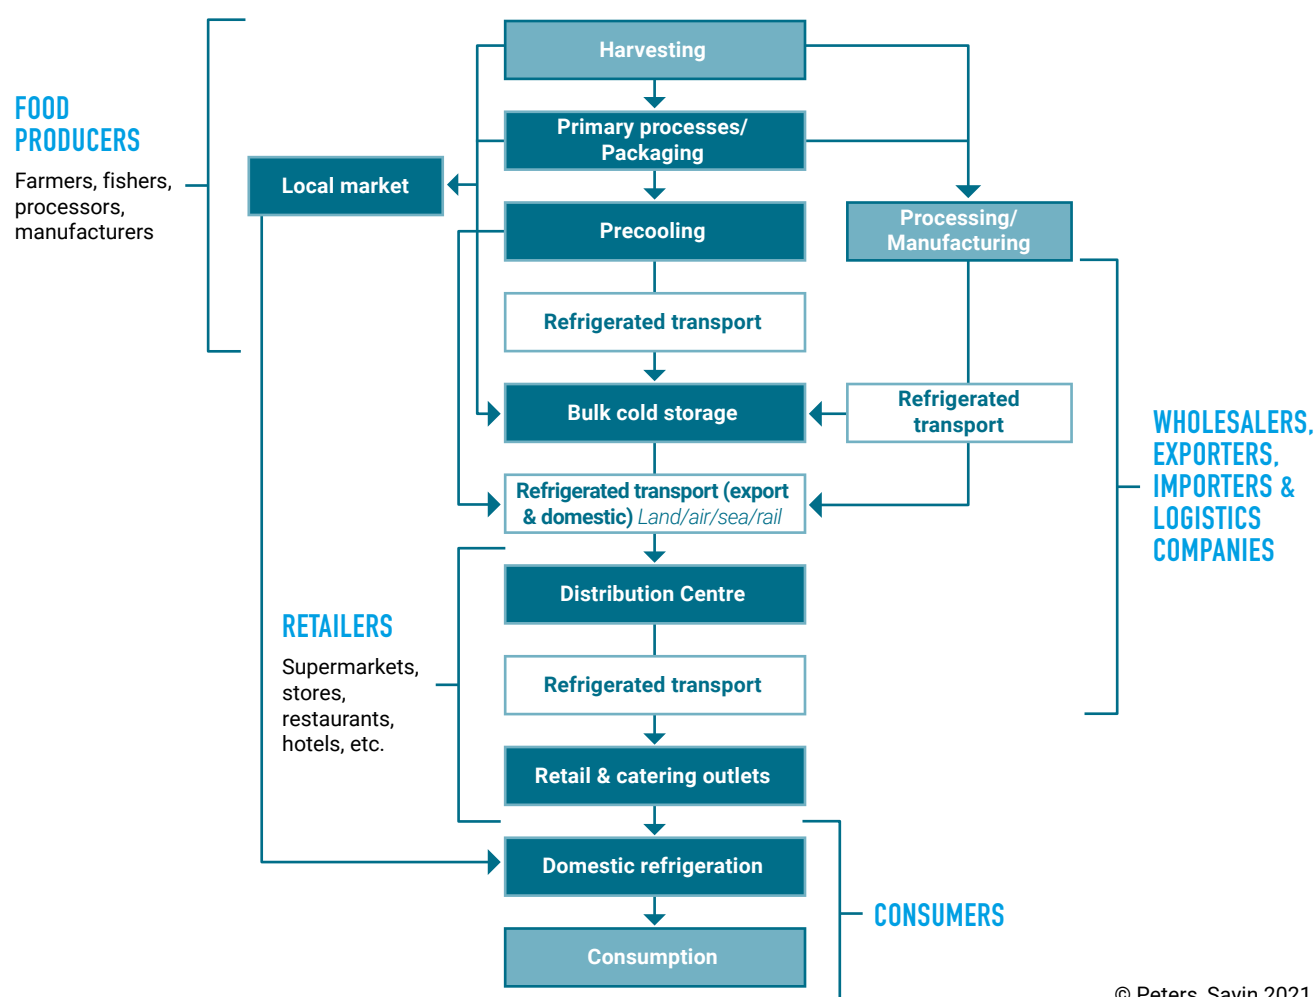 Harvesting
FOOD
PRODUCERS
Farmers, fishers,
processors,
manufacturers
Primary processes/
Packaging
Local market
Precooling
Processing/
Manufacturing
Refrigerated transport
Bulk cold storage
Refrigerated
transport
WHOLESALERS,
EXPORTERS,
IMPORTERS &
LOGISTICS
COMPANIES
Refrigerated transport (export
& domestic) Land/air/sea/rail
Distribution Centre
RETAILERS
Supermarkets,
stores,
restaurants,
hotels, etc.
Refrigerated transport
Retail & catering outlets
Domestic refrigeration
CONSUMERS
Consumption
© Peters, Sayin 2021